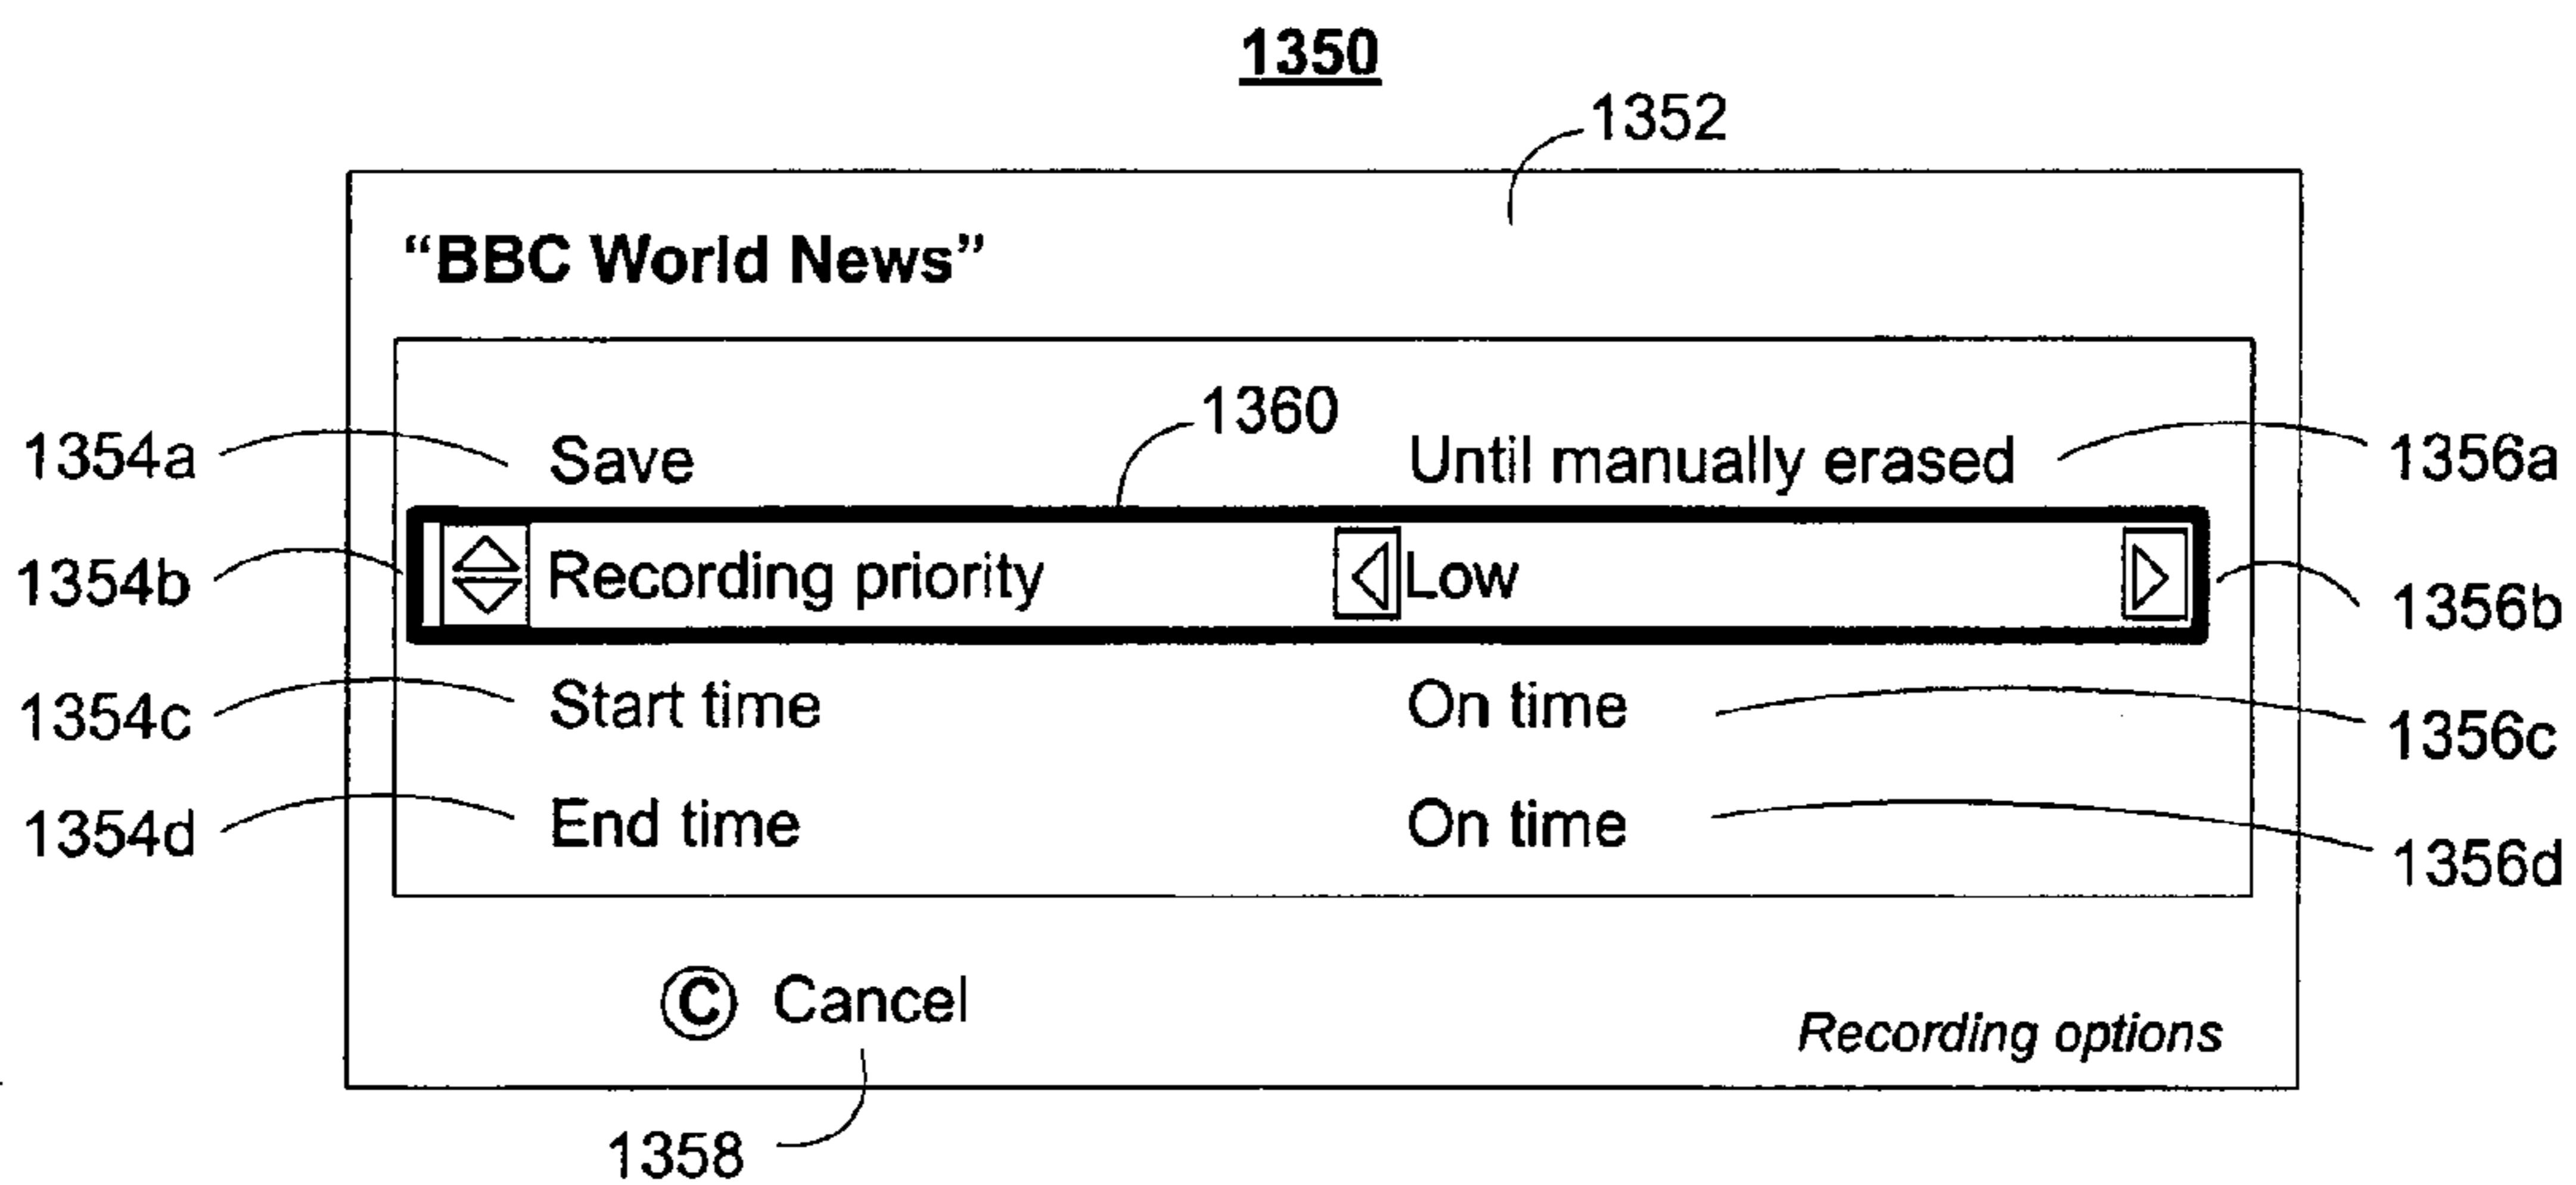 1350
1352
“BBC World News”
1360
1354a Save Until manually erased 1356a
1354b Recording priority Low 1356b
1354c Start time On time 1356c
1354d End time On time 1356d
C Cancel
Recording options
1358